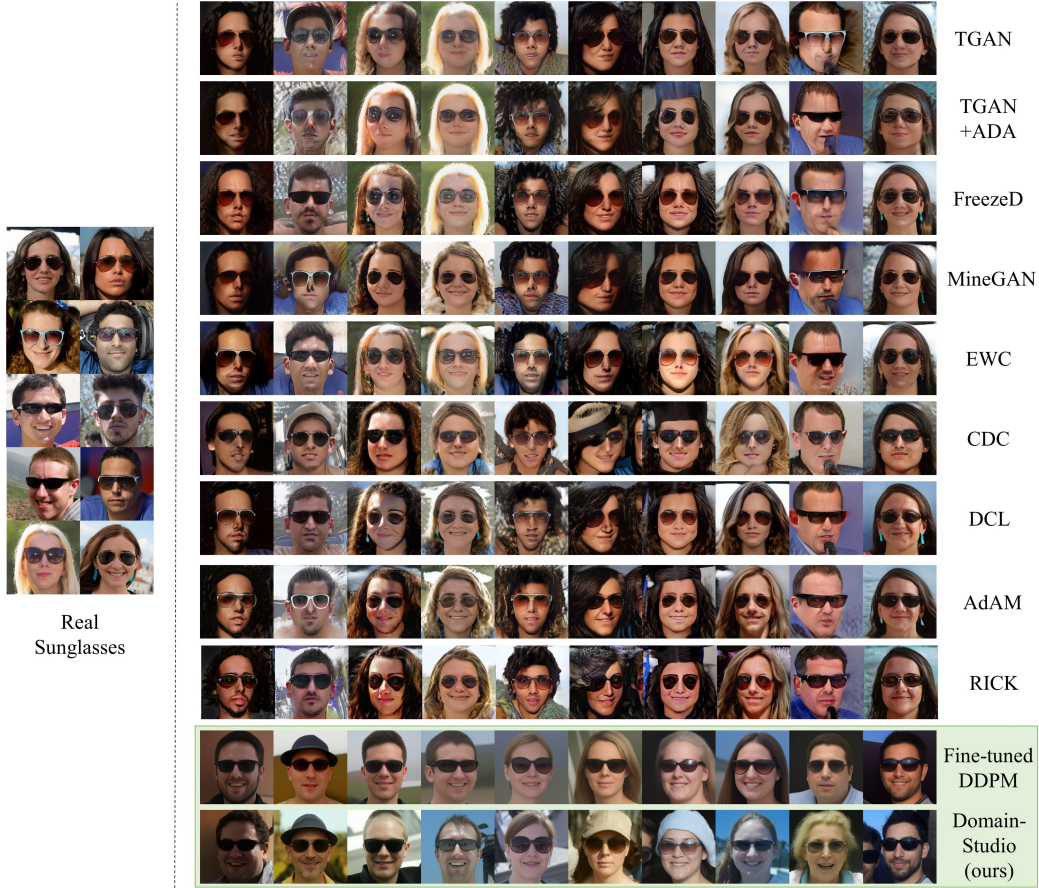 Real
Sunglasses
TGAN
TGAN
+ADA
FreezeD
MineGAN
EWC
CDC
DCL
AdAM
RICK
Fine-tuned
DDPM
Domain-
Studio
(ours)